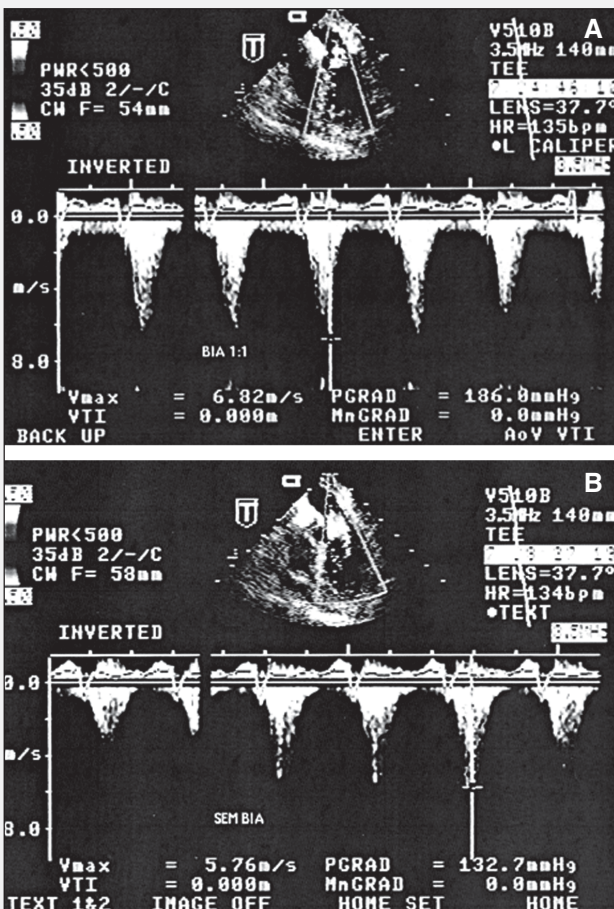 A
V510B
3.5MHz 140mm
TEE
PWR<500
35dB 2/-/C
CW F= 54mm
LENS=37.7°
HR=135bpm
•L CALIPER
INVERTED
0.0
m/s
BIA 1:1
8.0
Vmax = 6.82m/s PGRAD = 186.0mmHg
VTI = 0.000m MnGRAD = 0.0mmHg
BACK UP ENTER AoV VTI
B
V510B
3.5MHz 140mm
TEE
PWR<500
35dB 2/-/C
CW F= 58mm
LENS=37.7°
HR=134bpm
•TEXT
INVERTED
0.0
m/s
SEM BIA
8.0
Vmax = 5.76m/s PGRAD = 132.7mmHg
VTI = 0.000m MnGRAD = 0.0mmHg
TEXT 1&2 IMAGE OFF HOME SET HOME